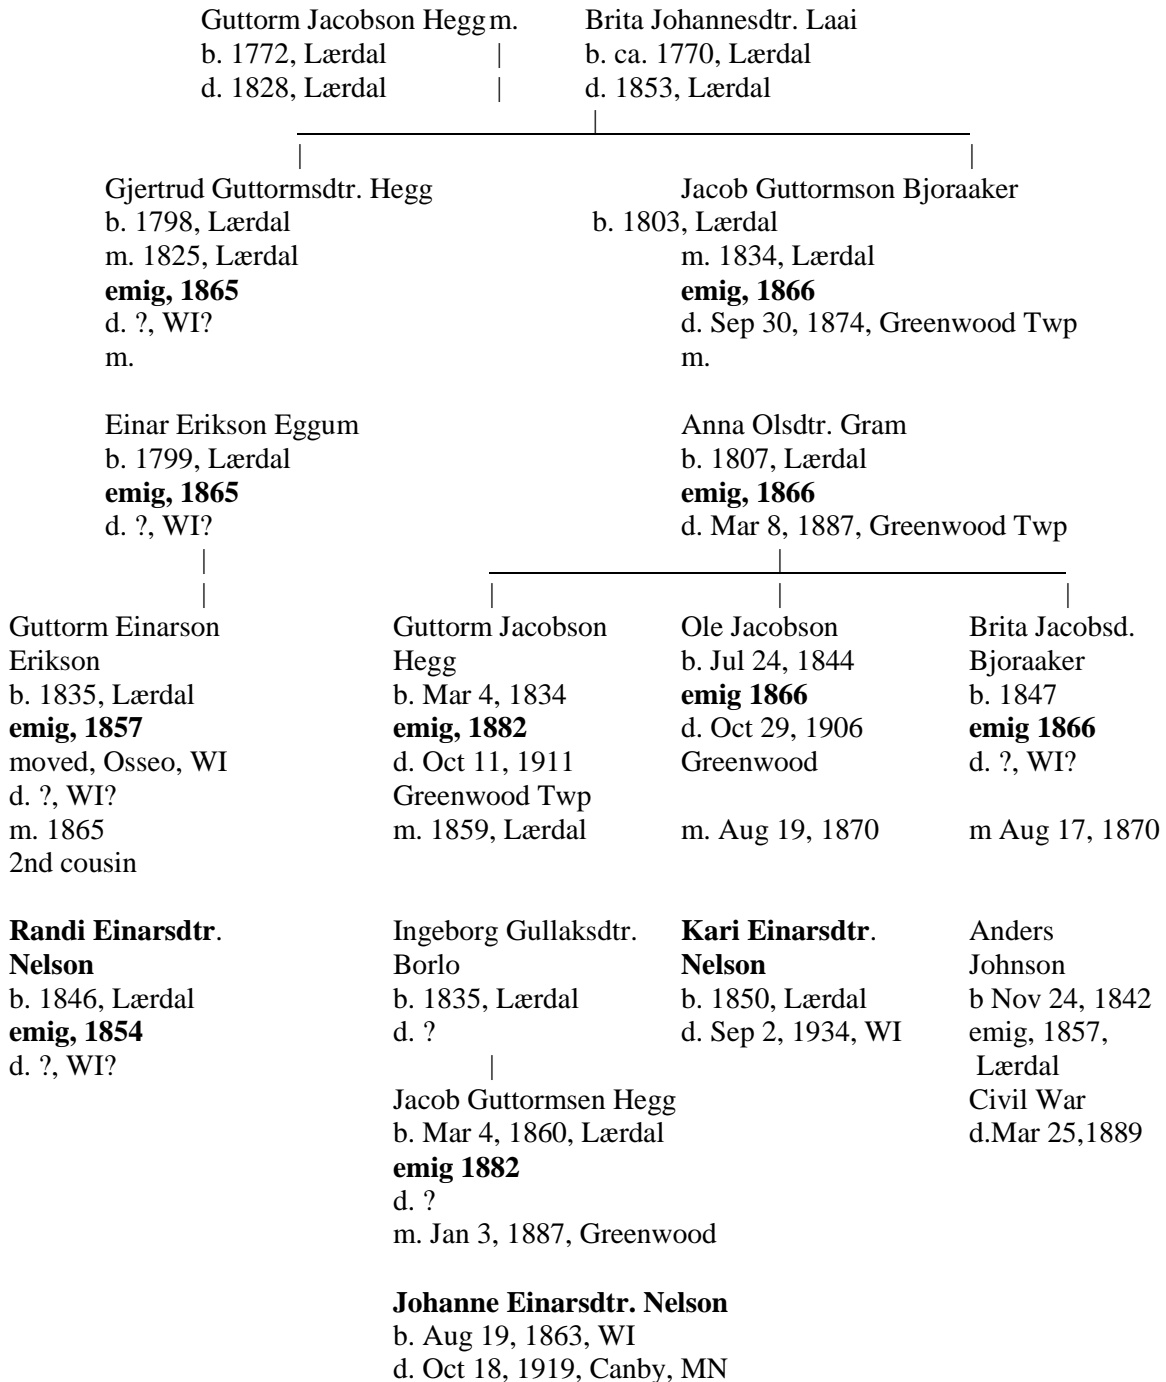 Guttorm Jacobson Hegg m.
b. 1772, Lærdal
d. 1828, Lærdal
Brita Johannesdtr. Laai
b. ca. 1770, Lærdal
d. 1853, Lærdal
Gjertrud Guttormsdtr. Hegg
b. 1798, Lærdal
m. 1825, Lærdal
emig, 1865
d. ?, WI?
m.
Einar Erikson Eggum
b. 1799, Lærdal
emig, 1865
d. ?, WI?
Jacob Guttormson Bjoraaker
b. 1803, Lærdal
m. 1834, Lærdal
emig, 1866
d. Sep 30, 1874, Greenwood Twp
m.
Anna Olsdtr. Gram
b. 1807, Lærdal
emig, 1866
d. Mar 8, 1887, Greenwood Twp
Guttorm Einarson
Erikson
b. 1835, Lærdal
emig, 1857
moved, Osseo, WI
d. ?, WI?
m. 1865
2nd cousin
Randi Einarsdtr.
Nelson
b. 1846, Lærdal
emig, 1854
d. ?, WI?
Guttorm Jacobson
Hegg
b. Mar 4, 1834
emig, 1882
d. Oct 11, 1911
Greenwood Twp
m. 1859, Lærdal
Ingeborg Gullaksdtr.
Borlo
b. 1835, Lærdal
d. ?
Jacob Guttormsen Hegg
b. Mar 4, 1860, Lærdal
emig 1882
d. ?
m. Jan 3, 1887, Greenwood
Johanne Einarsdtr. Nelson
b. Aug 19, 1863, WI
d. Oct 18, 1919, Canby, MN
Ole Jacobson
b. Jul 24, 1844
emig 1866
d. Oct 29, 1906
Greenwood
m. Aug 19, 1870
Kari Einarsdtr.
Nelson
b. 1850, Lærdal
d. Sep 2, 1934, WI
Brita Jacobsd.
Bjoraaker
b. 1847
emig 1866
d. ?, WI?
m Aug 17, 1870
Anders
Johnson
b Nov 24, 1842
emig, 1857,
Lærdal
Civil War
d.Mar 25,1889